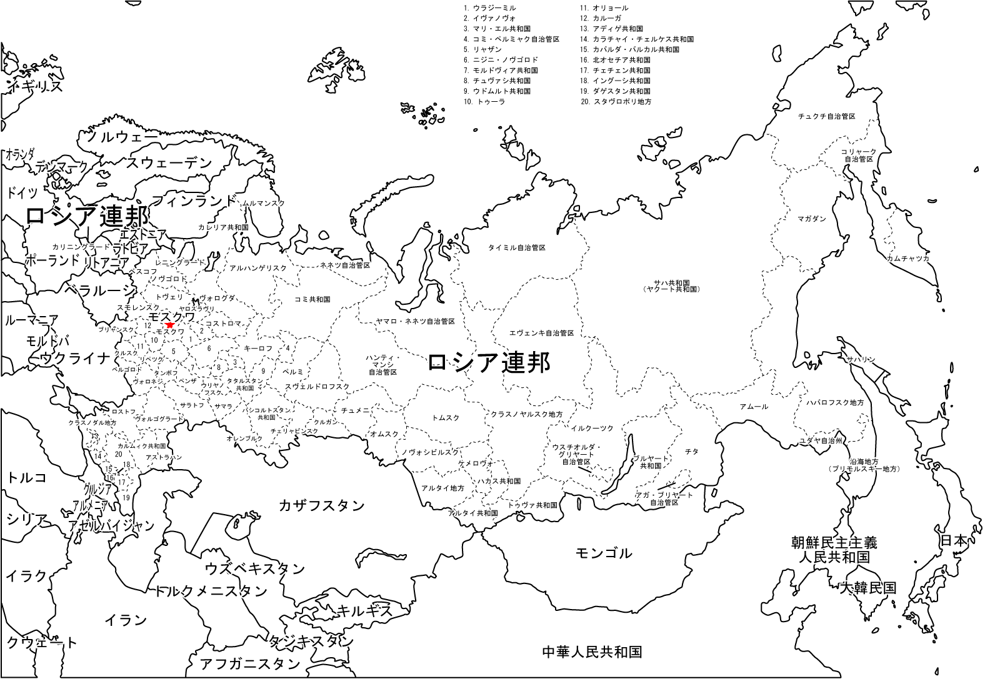 1. ウラジーミル
2. イヴァノヴォ
3. マリ・エル共和国
4. コミ・ペルミャク自治管区
5. リャザン
6. ニジニ・ノヴゴロド
7. モルドヴィア共和国
8. チュヴァシ共和国
9. ウドムルト共和国
10. トゥーラ
11. オリョール
12. カルーガ
13. アディゲ共和国
14. カラチャイ・チェルケス共和国
15. カバルダ・バルカル共和国
16. 北オセチア共和国
17. チェチェン共和国
18. イングーシ共和国
19. ダゲスタン共和国
20. スタヴロポリ地方
イギリス
ノルウェー
オランダ
デンマーク
スウェーデン
ドイツ
フィンランド
ムルマンスク
ロシア連邦
カレリア共和国
エストニア
カリニングラード
ラトビア
ポーランド
リトアニア
レニングラード
アルハンゲリスク
ネネツ自治管区
タイミル自治管区
チュクチ自治管区
コリャーク
自治管区
マガダン
カムチャツカ
サハ共和国
(ヤクート共和国)
プスコフ
ノヴゴロド
ベラルーシ
トヴェリ
ヴォログダ
コミ共和国
スモレンスク
ヤロスラヴリ
モスクワ
ルーマニア
ブリャンスク
12
モスクワ
2
コストロマ
ヤマロ・ネネツ自治管区
エヴェンキ自治管区
モルドバ
10
1
11
5
6
キーロフ
4
ウクライナ
クルスク
リペツク
ハンティ・
マンシ
自治管区
ロシア連邦
サハリン
ベルゴロド
タンボフ
7
8
3
9
ペルミ
ヴォロネジ
ペンザ
ウリヤノ
フスク
タタルスタン
共和国
スヴェルドロフスク
サラトフ
サマラ
ロストフ
ヴォルゴグラード
バシコルトスタン
共和国
チュメニ
トムスク
クラスノヤルスク地方
アムール
ハバロフスク地方
クラスノダル地方
クルガン
チェリャビンスク
オムスク
イルクーツク
オレンブルク
13
カルムィク共和国
ユダヤ自治州
14
20
アストラハン
ノヴォシビルスク
ウスチオルダ・
ブリヤート
自治管区
ブルヤート
共和国
チタ
15
18
ケメロヴォ
沿海地方
(プリモルスキー地方)
トルコ
16
17
グルジア
19
アルタイ地方
ハカス共和国
アガ・ブリヤート
自治管区
アルメニア
カザフスタン
アルタイ共和国
トゥヴァ共和国
シリア
アゼルバイジャン
モンゴル
朝鮮民主主義
人民共和国
日本
イラク
ウズベキスタン
トルクメニスタン
大韓民国
イラン
キルギス
クウェート
タジキスタン
アフガニスタン
中華人民共和国